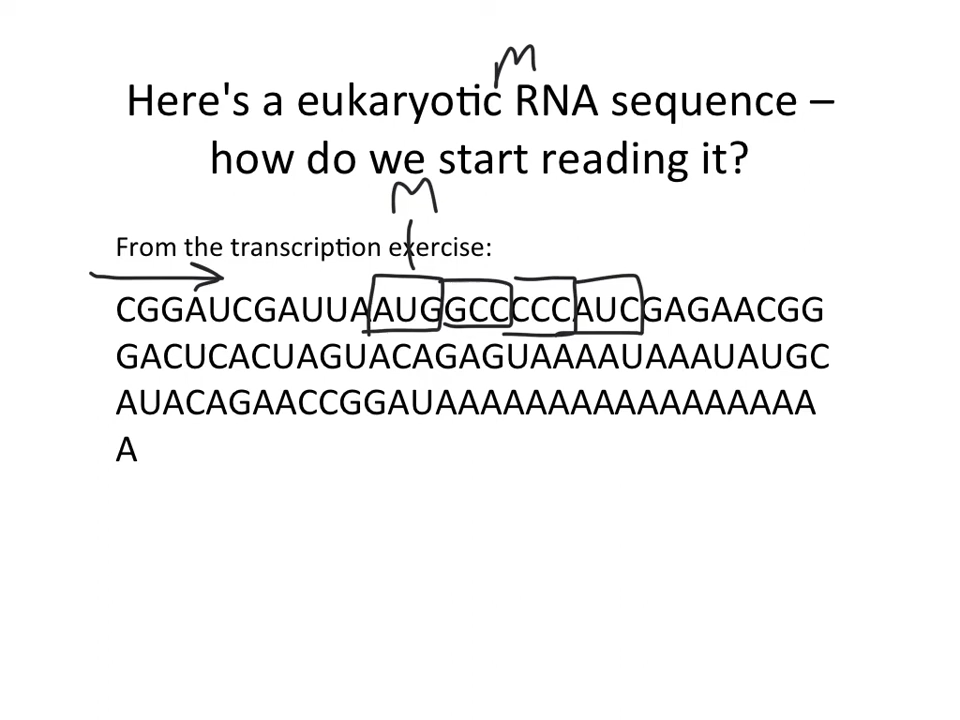 m
Here's a eukaryotic RNA sequence –
how do we start reading it?
M
From the transcription exercise:
CGGAUCGAUUAAUGGCCCCCAUCGAGAACGG
GACUCACUAGUACAGAGUAAAAUAAAUAUGC
AUACAGAACCGGAUAAAAAAAAAAAAAAAAA
A